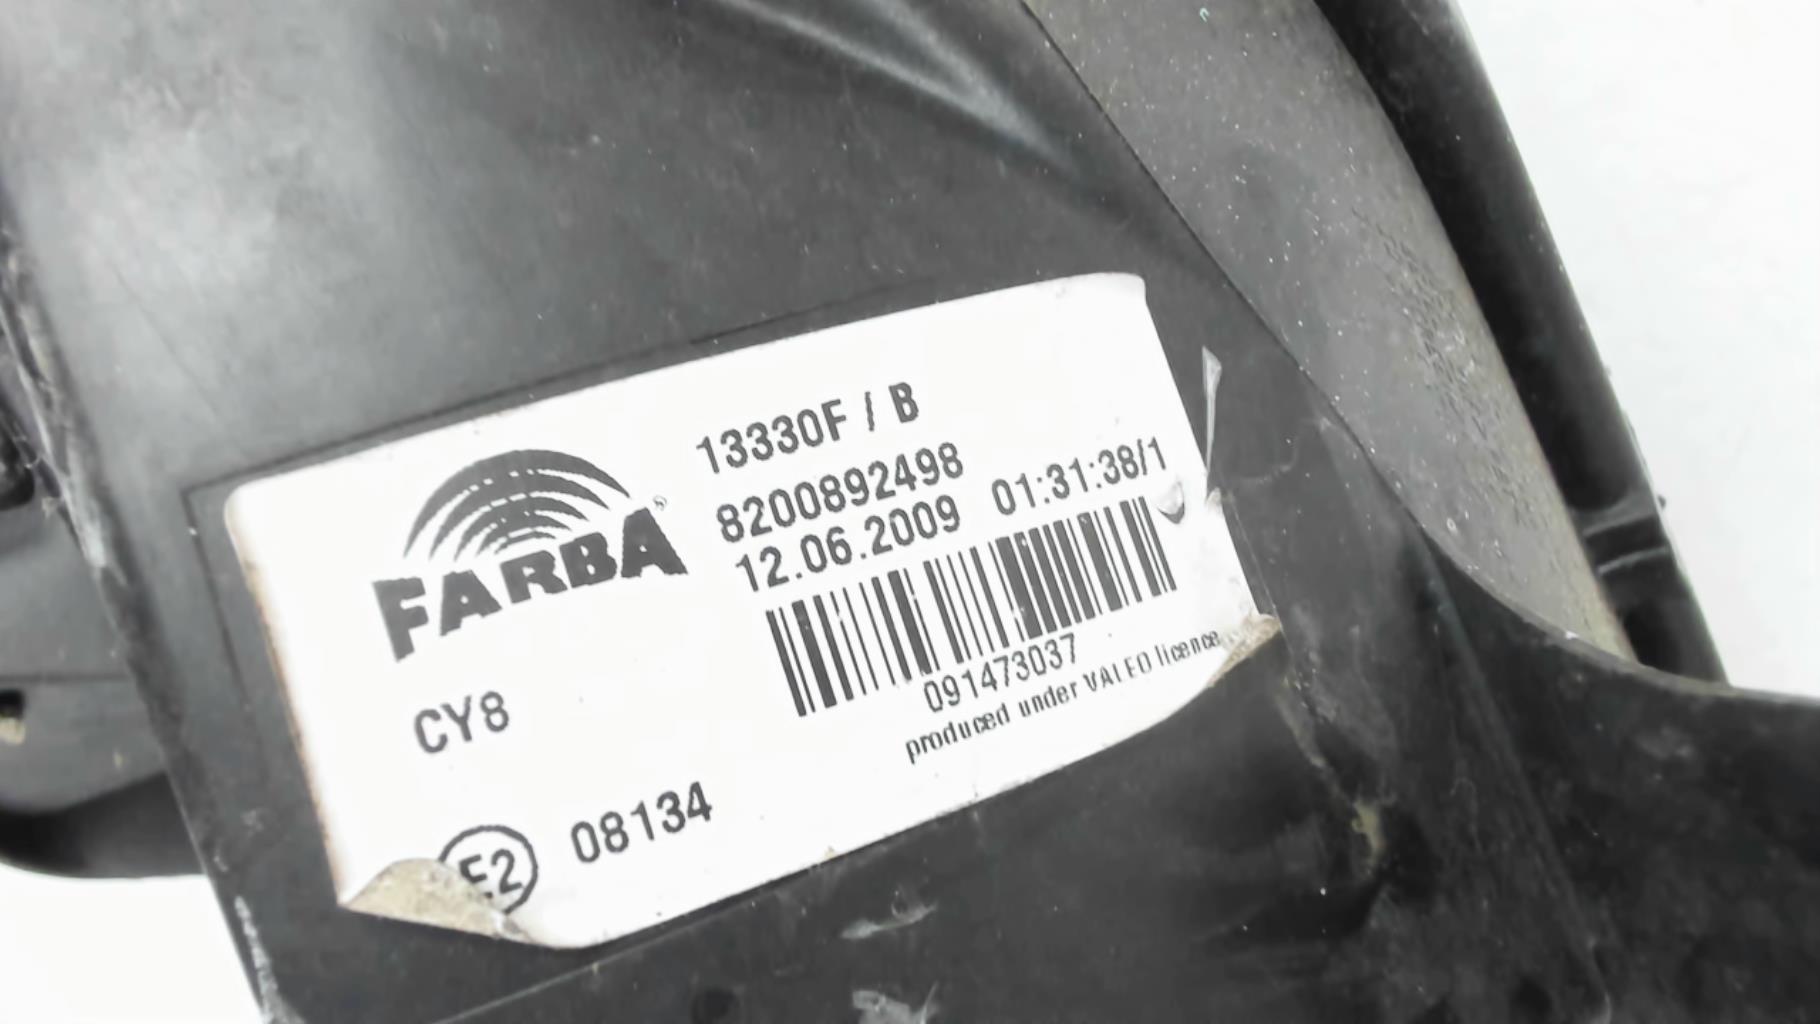 FARBA®
13330F / B
8200892498
12.06.2009 01:31:38/1
091473037
produced under VALEO licence
CY8
E2 08134